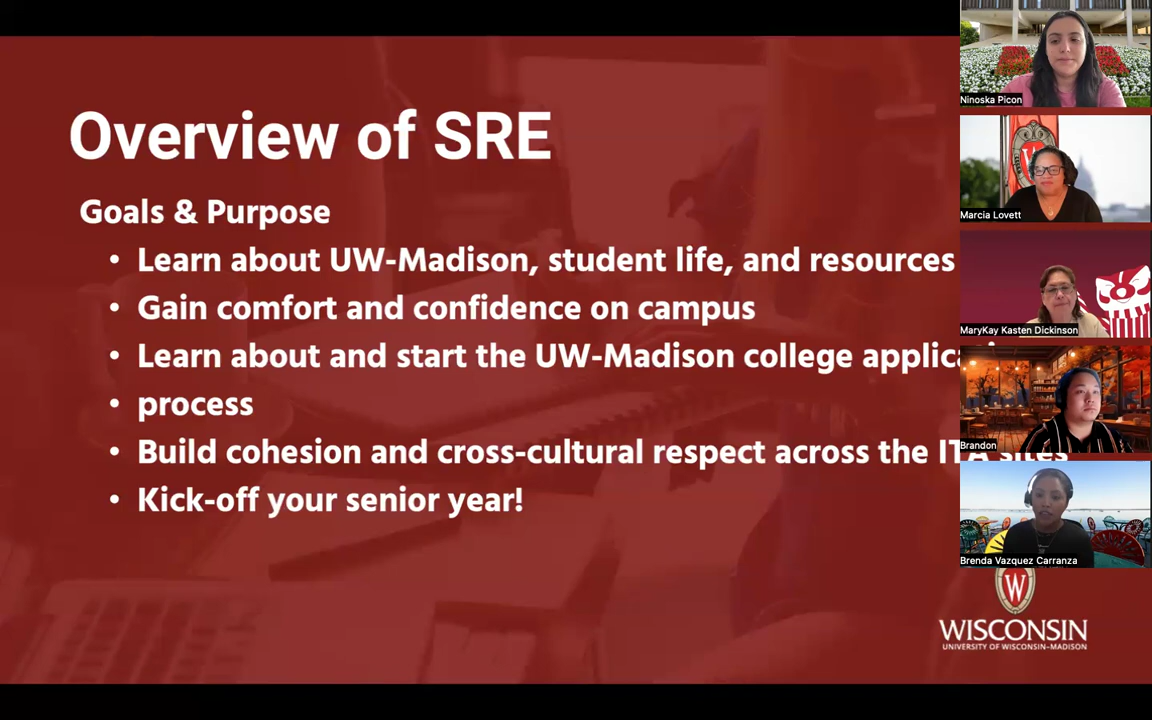 Overview of SRE
Goals & Purpose
• Learn about UW-Madison, student life, and resources
• Gain comfort and confidence on campus
• Learn about and start the UW-Madison college
• process
• Build cohesion and cross-cultural respect across the sites
• Kick-off your senior year!
Ninoska Picon
Marcia Lovett
MaryKay Kasten Dickinson
Brandon
Brenda Vazquez Carranza
W
WISCONSIN
UNIVERSITY OF WISCONSIN–MADISON